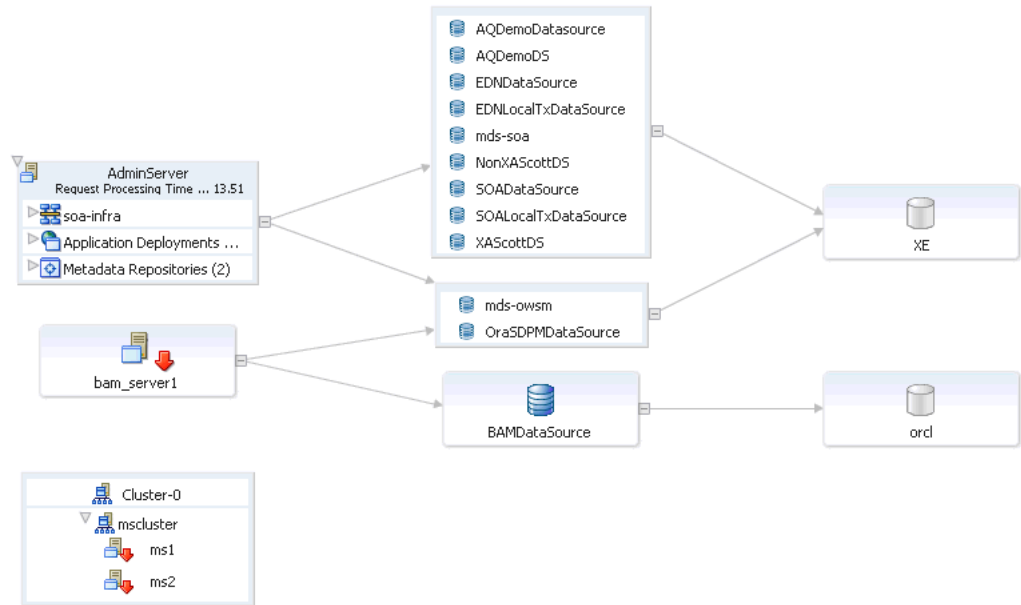 AdminServer
Request Processing Time ... 13.51
soa-infra
Application Deployments ...
Metadata Repositories (2)
bam_server1
Cluster-0
mscluster
ms1
ms2
AQDemoDatasource
AQDemoDS
EDNDataSource
EDNLocalTxDataSource
mds-soa
NonXAScottDS
SOADataSource
SOALocalTxDataSource
XAScottDS
mds-owsm
OraSDPMDataSource
BAMDataSource
XE
orcl